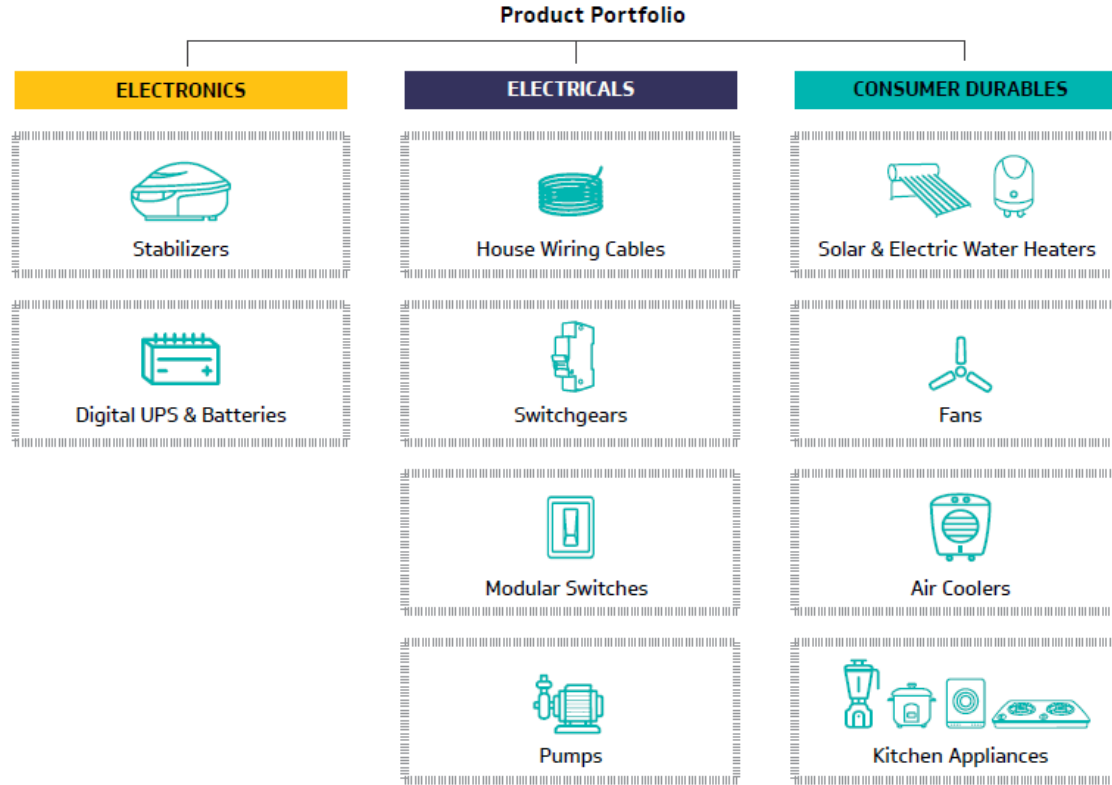 Product Portfolio
ELECTRONICS
Stabilizers
Digital UPS & Batteries
ELECTRICALS
House Wiring Cables
Switchgears
Modular Switches
Pumps
CONSUMER DURABLES
Solar & Electric Water Heaters
Fans
Air Coolers
Kitchen Appliances